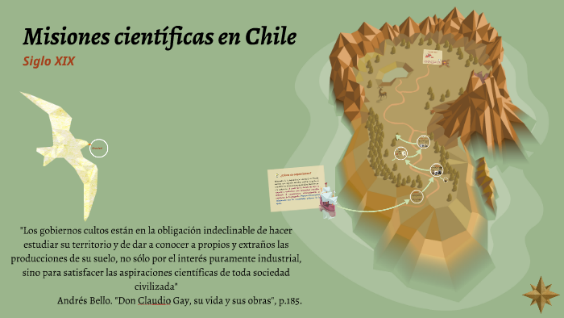 Misiones científicas en Chile
Siglo XIX
"Los gobiernos cultos están en la obligación indeclinable de hacer
estudiar su territorio y de dar a conocer a propios y extraños las
producciones de su suelo, no sólo por el interés puramente industrial,
sino para satisfacer las aspiraciones científicas de toda sociedad
civilizada"
Andrés Bello. "Don Claudio Gay, su vida y sus obras", p.185.